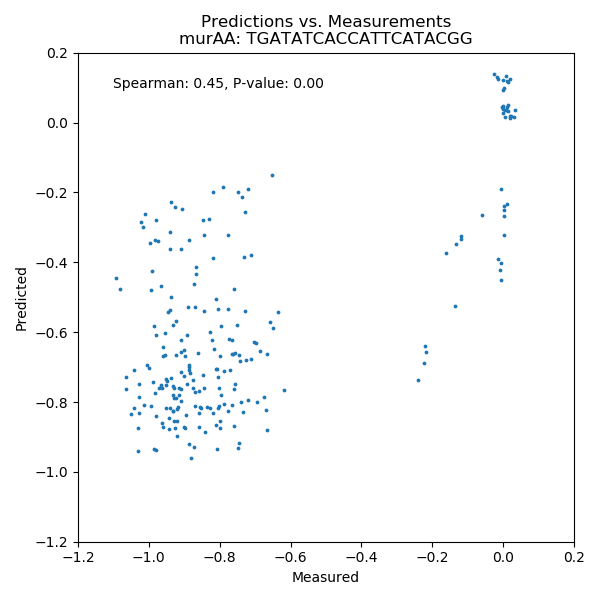 Predictions vs. Measurements
murAA: TGATATCACCATTCATACGG
Spearman: 0.45, P-value: 0.00
0.2
0.0
−0.2
−0.4
−0.6
−0.8
−1.0
−1.2
Predicted
−1.2 −1.0 −0.8 −0.6 −0.4 −0.2 0.0 0.2
Measured